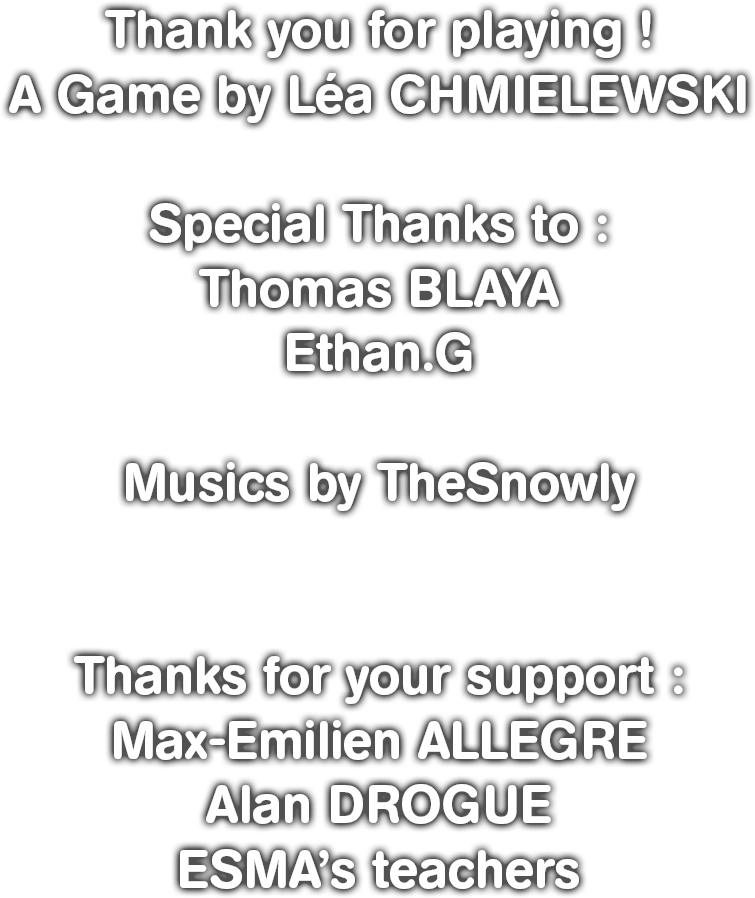 Thank you for playing !
A Game by Léa CHMIELEWSKI
Special Thanks to :
Thomas BLAYA
Ethan.G
Musics by TheSnowly
Thanks for your support :
Max-Emilien ALLEGRE
Alan DROGUE
ESMA’s teachers